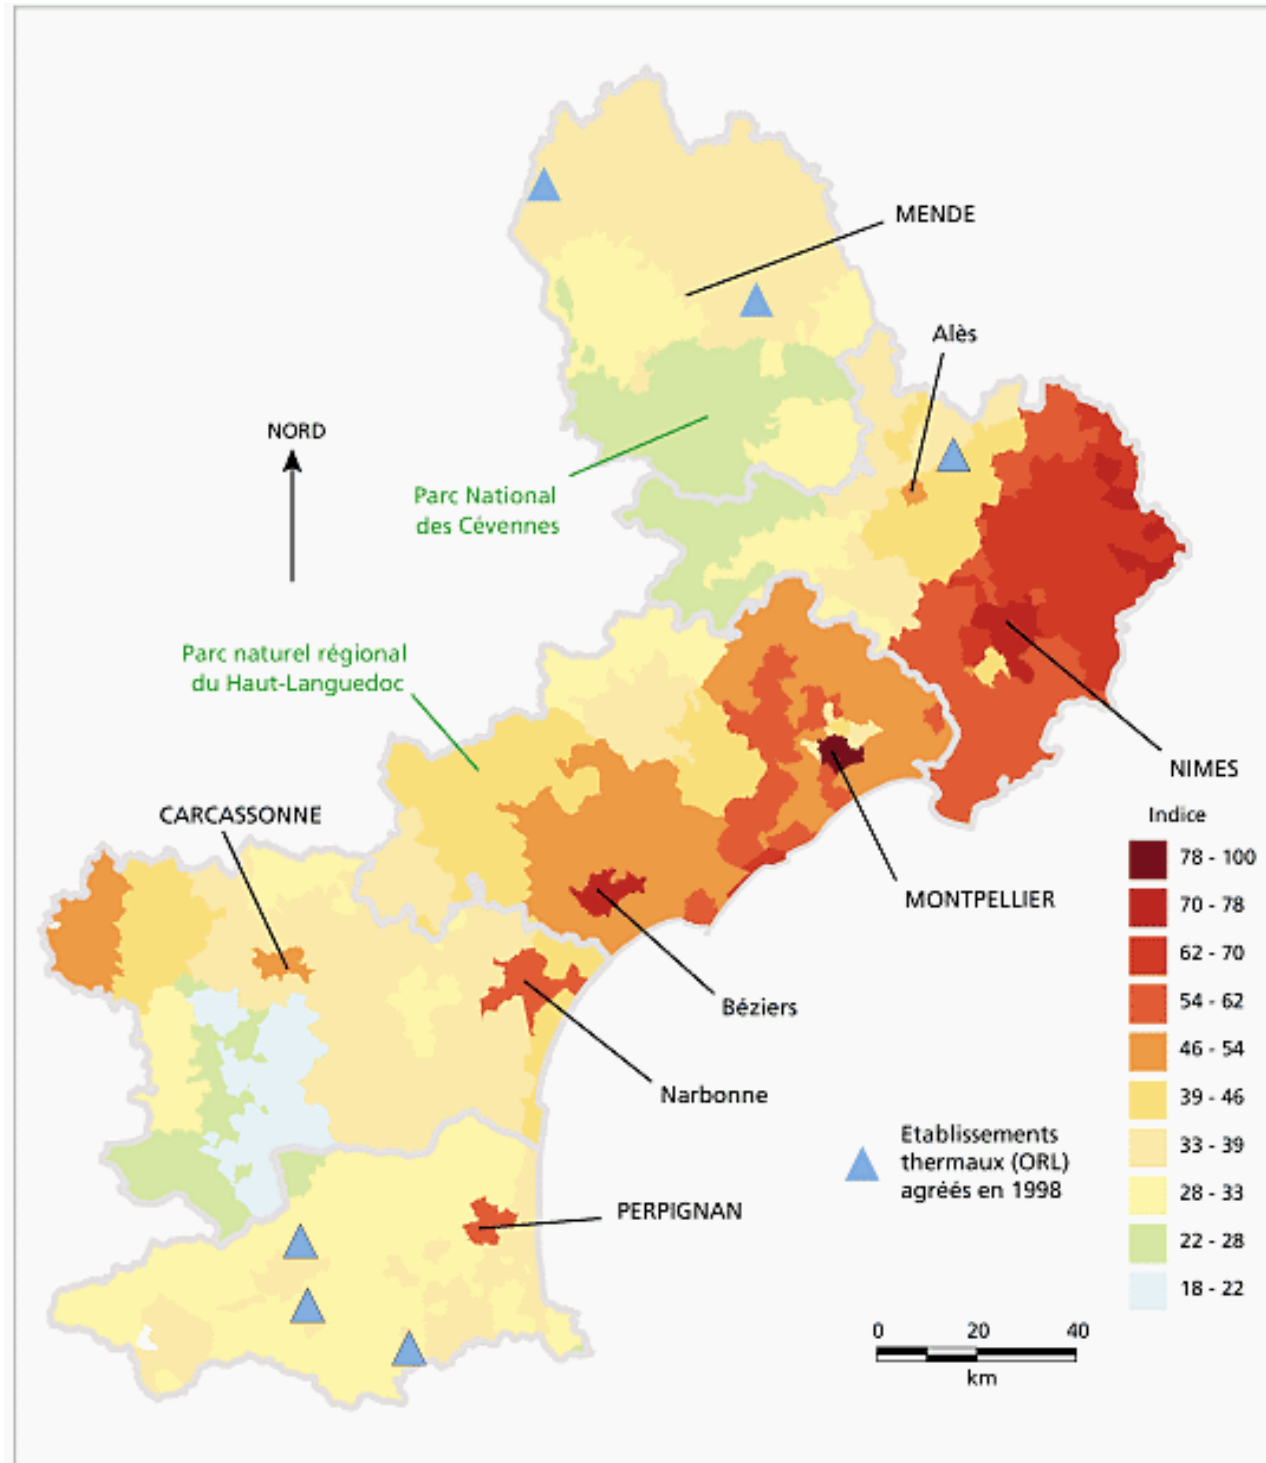 MENDE
Alès
NORD
Parc National
des Cévennes
Parc naturel régional
du Haut-Languedoc
NIMES
CARCASSONNE
MONTPELLIER
Béziers
Narbonne
PERPIGNAN
Indice
78 - 100
70 - 78
62 - 70
54 - 62
46 - 54
39 - 46
33 - 39
28 - 33
22 - 28
18 - 22
Etablissements
thermaux (ORL)
agréés en 1998
0 20 40
km